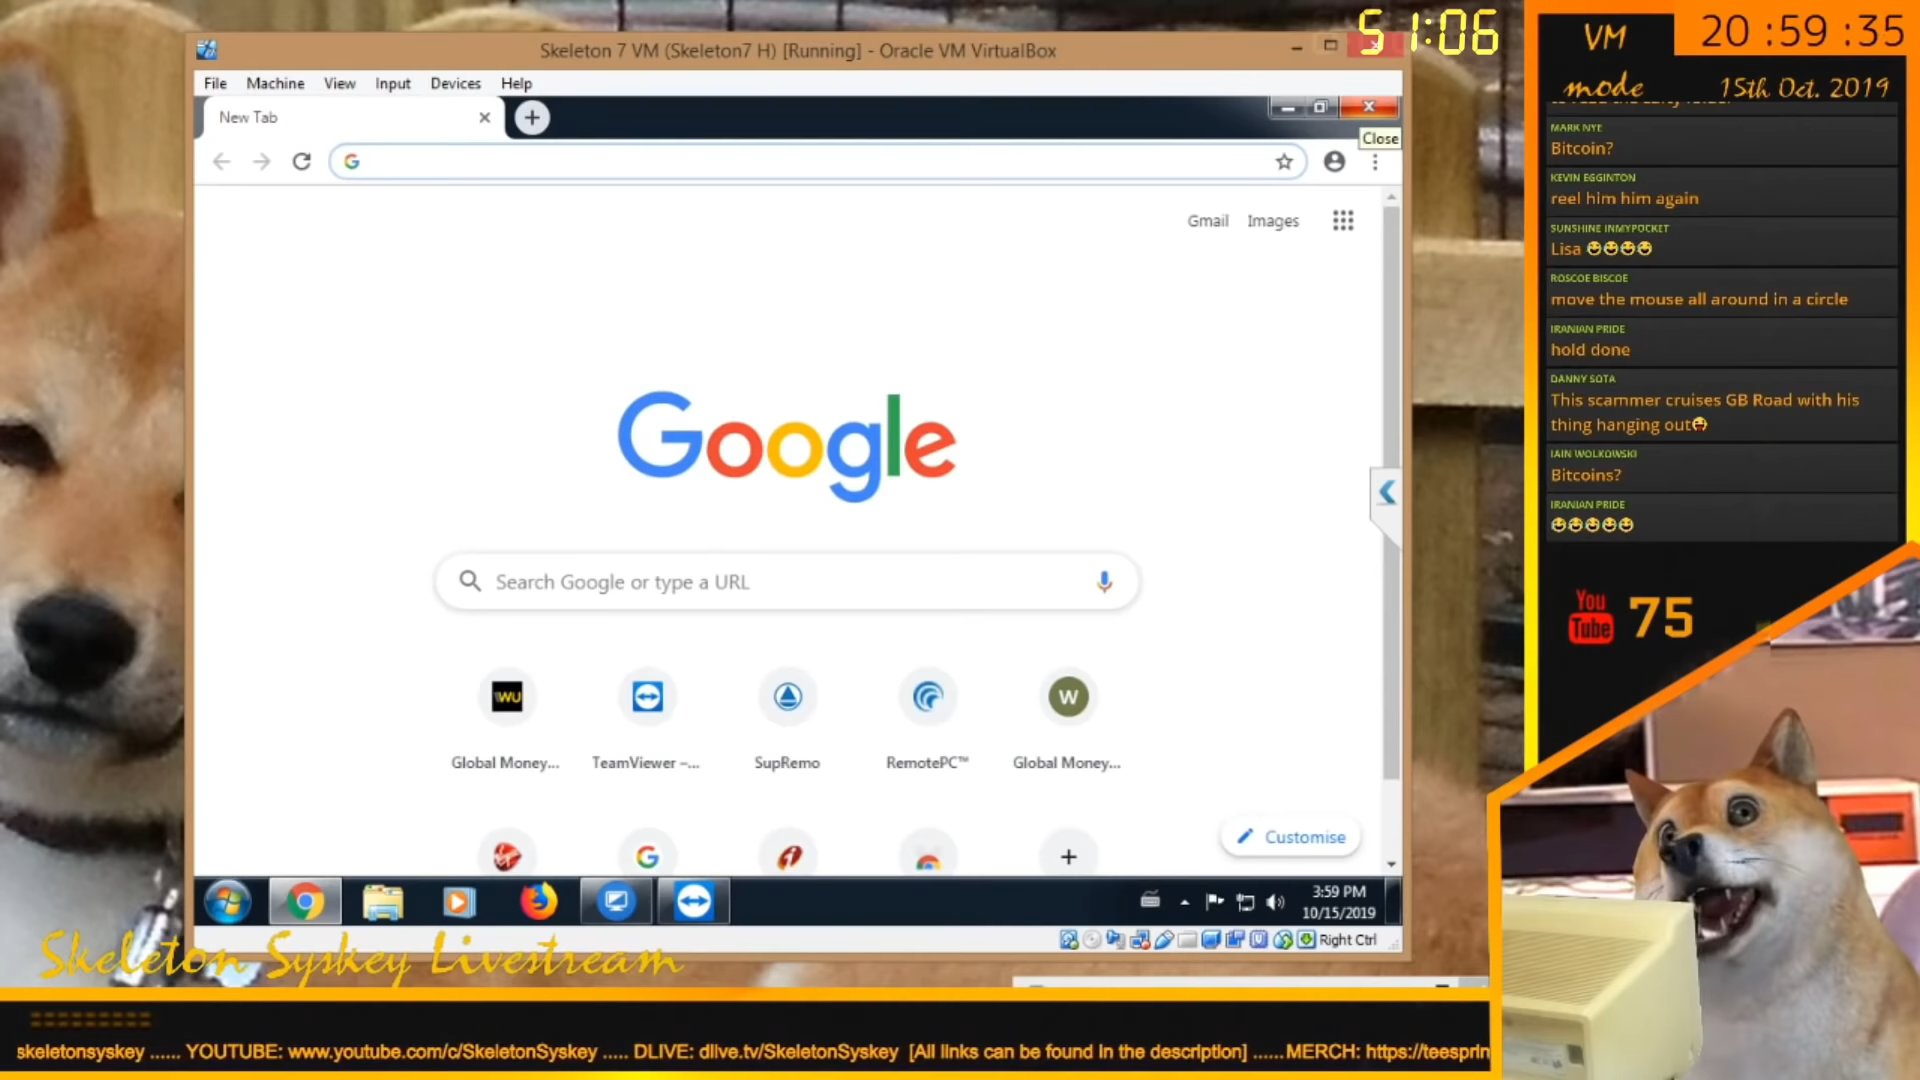 Skeleton 7 VM (Skeleton7 H) [Running] - Oracle VM VirtualBox
51:06
File Machine View Input Devices Help
New Tab
Close
Gmail Images
Google
Search Google or type a URL
WU
W
Global Money...
TeamViewer –...
SupRemo
RemotePC™
Global Money...
Customise
3:59 PM
10/15/2019
Right Ctrl
Skeleton Syskey Livestream
VM
mode
20:59:35
15th Oct. 2019
MARK NYE
Bitcoin?
KEVIN EGGINTON
reel him him again
SUNSHINE INMYPOCKET
Lisa 😂😂😂😂
ROSCOE BISCOE
move the mouse all around in a circle
IRANIAN PRIDE
hold done
DANNY SOTA
This scammer cruises GB Road with his
thing hanging out😜
IAIN WOLKOWSKI
Bitcoins?
IRANIAN PRIDE
😂😂😂😂😂
You
Tube
75
skeletonsyskey ...... YOUTUBE: www.youtube.com/c/SkeletonSyskey ..... DLIVE: dlive.tv/SkeletonSyskey [All links can be found in the description] ...... MERCH: https://teesprin